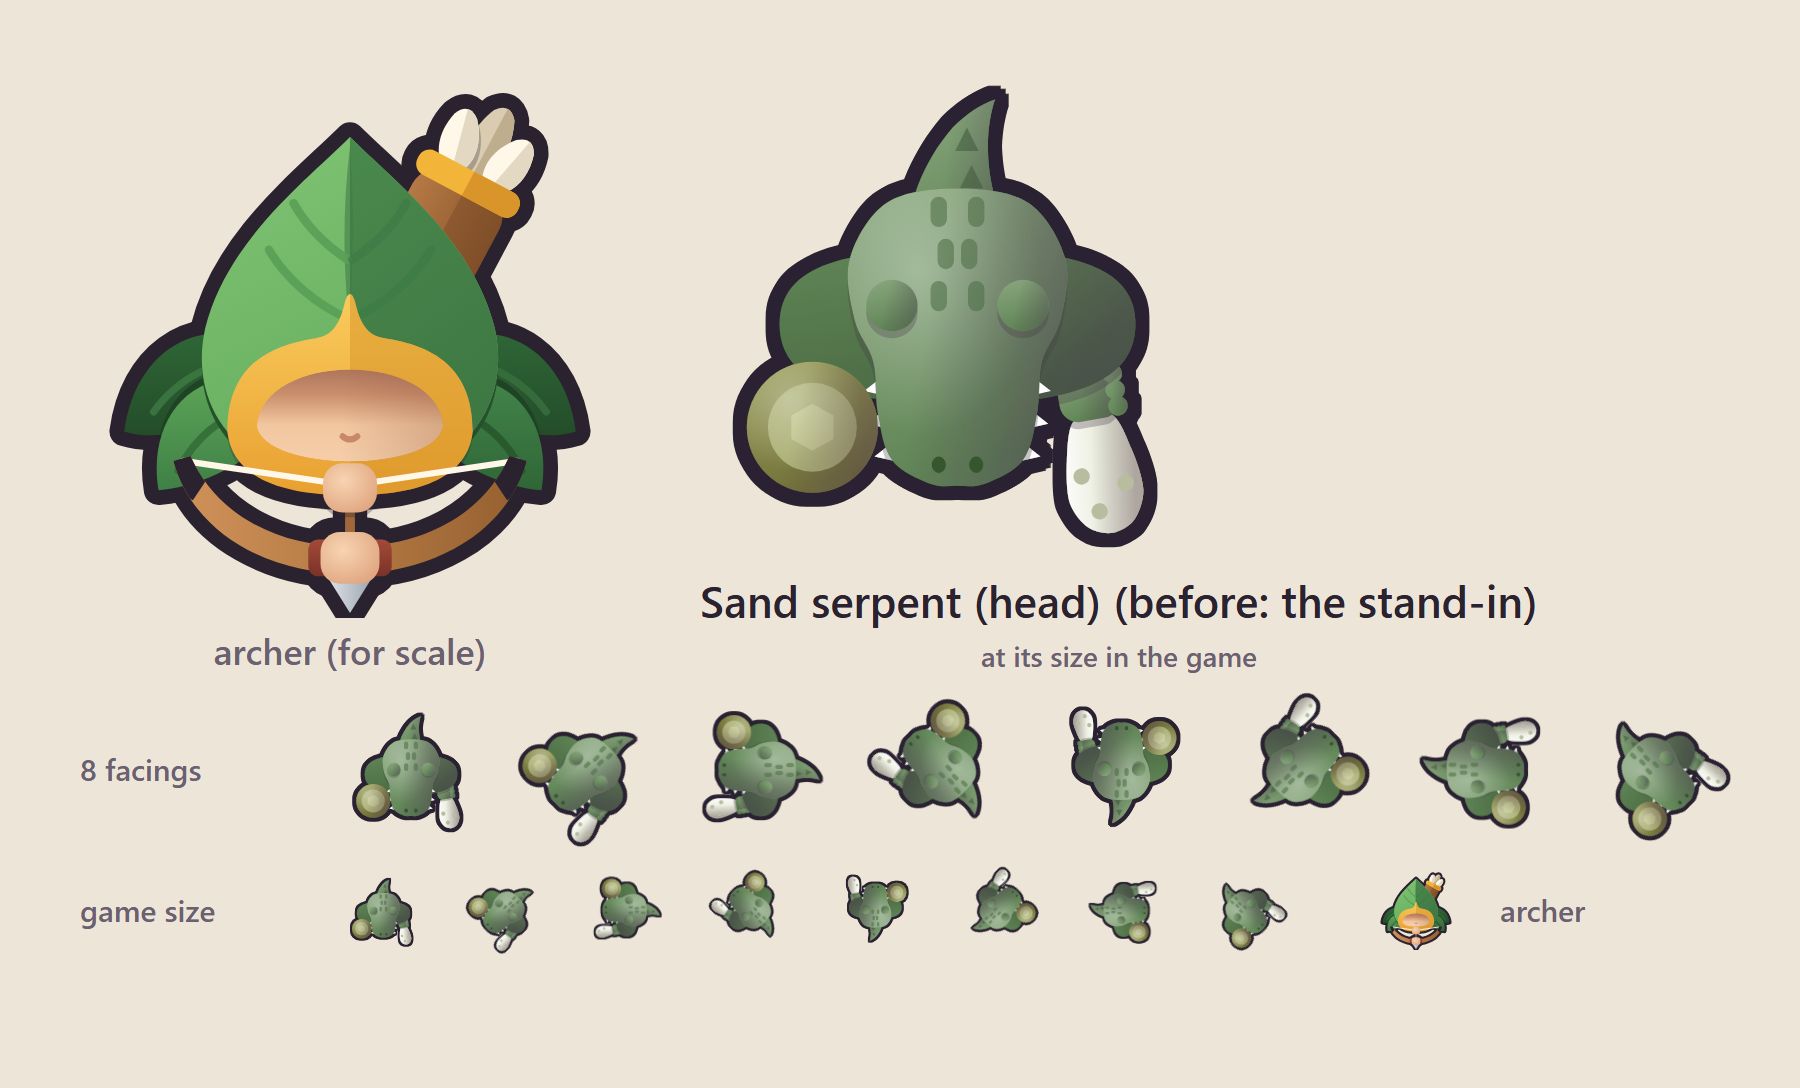 Sand serpent (head) (before: the stand-in)
archer (for scale)
at its size in the game
8 facings
game size
archer